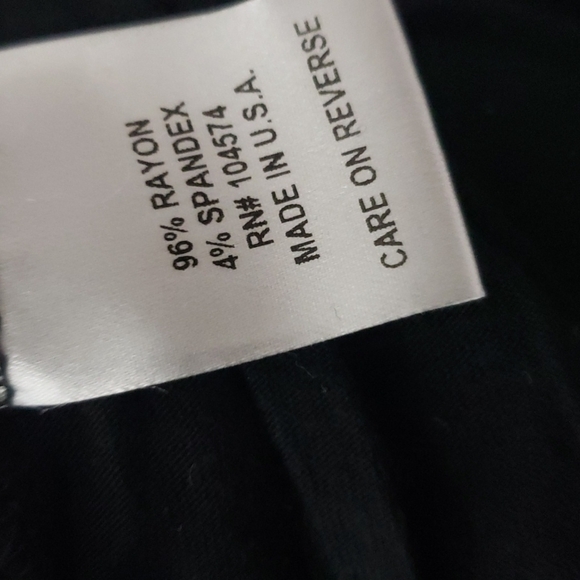 96% RAYON
4% SPANDEX
RN# 104574
MADE IN U.S.A.
CARE ON REVERSE